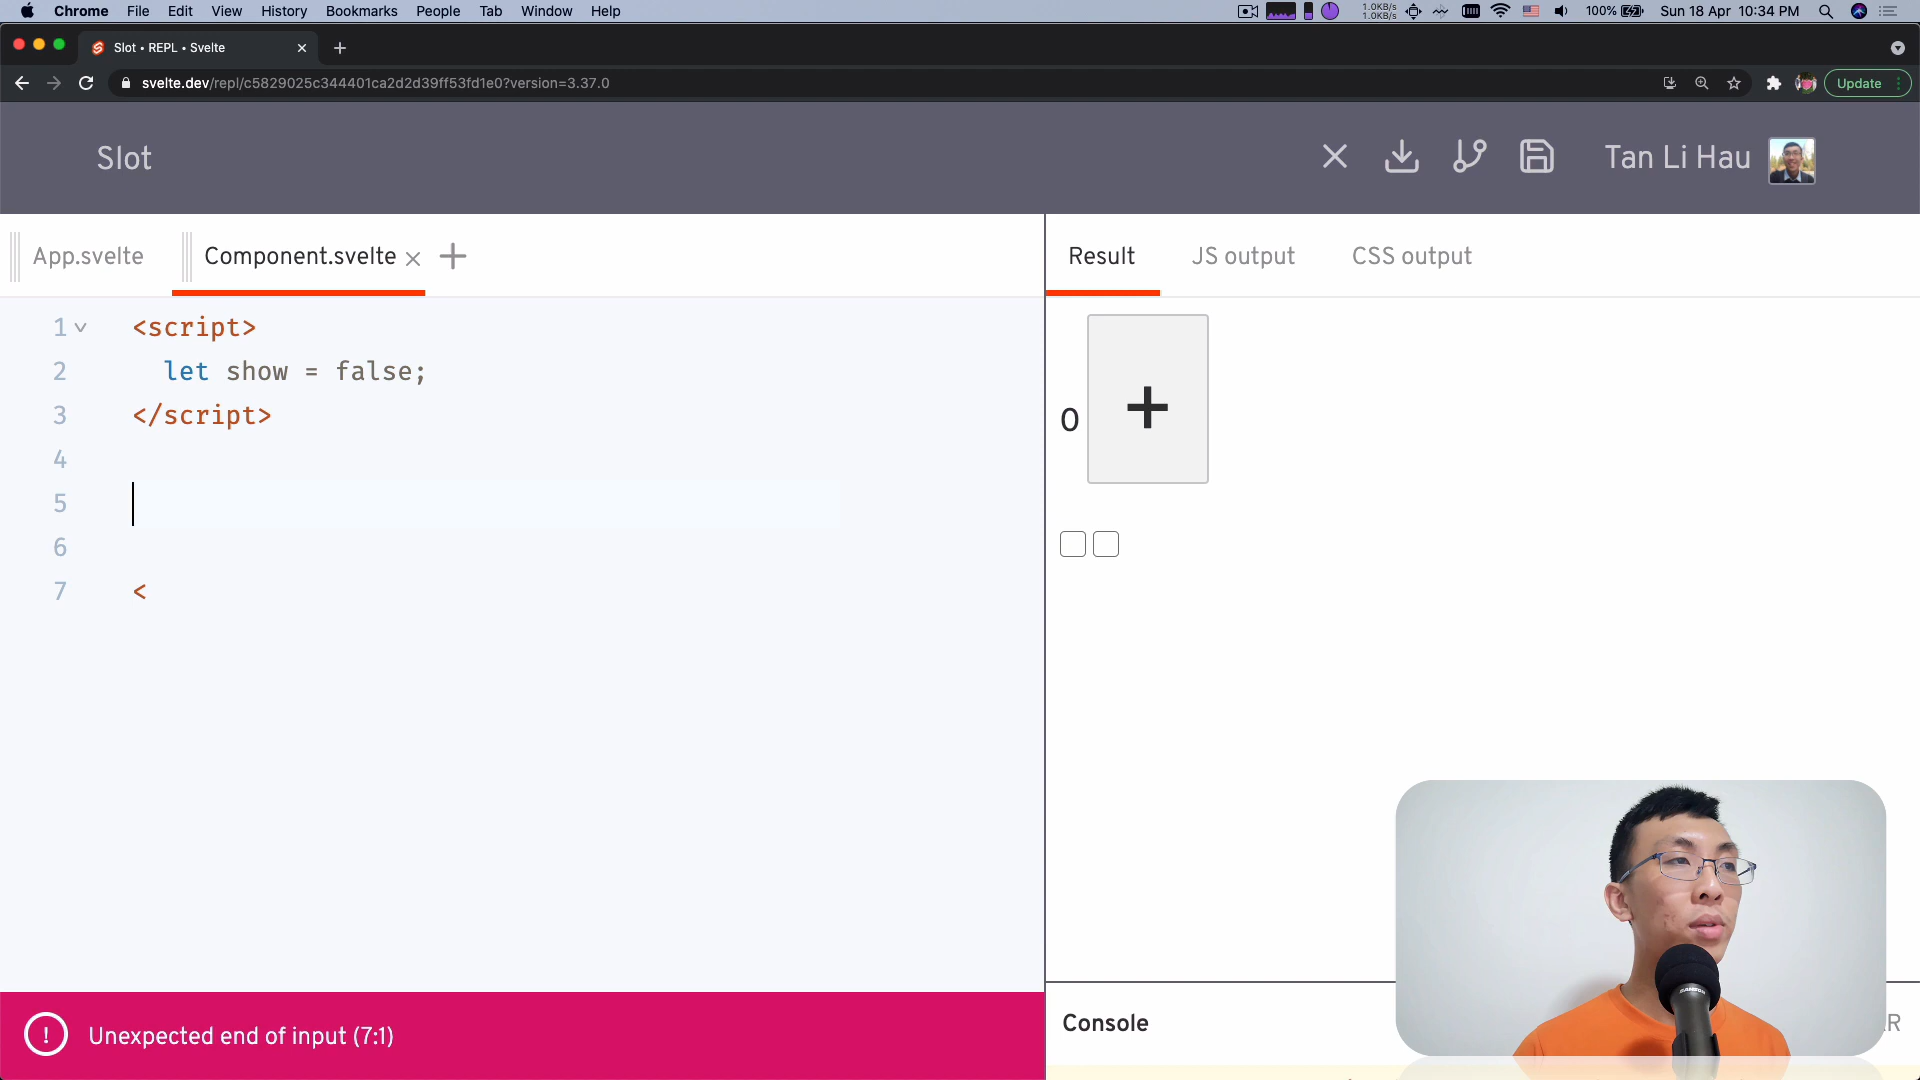 Chrome File Edit View History Bookmarks People Tab Window Help
1.0KB/s
1.0KB/s
100%
Sun 18 Apr 10:34 PM
Slot • REPL • Svelte
svelte.dev/repl/c5829025c344401ca2d2d39ff53fd1e0?version=3.37.0
Update
Slot
Tan Li Hau
App.svelte
Component.svelte
Result
JS output
CSS output
1 <script>
2 let show = false;
3 </script>
4
5
6
7 <
0
+
! Unexpected end of input (7:1)
Console
R